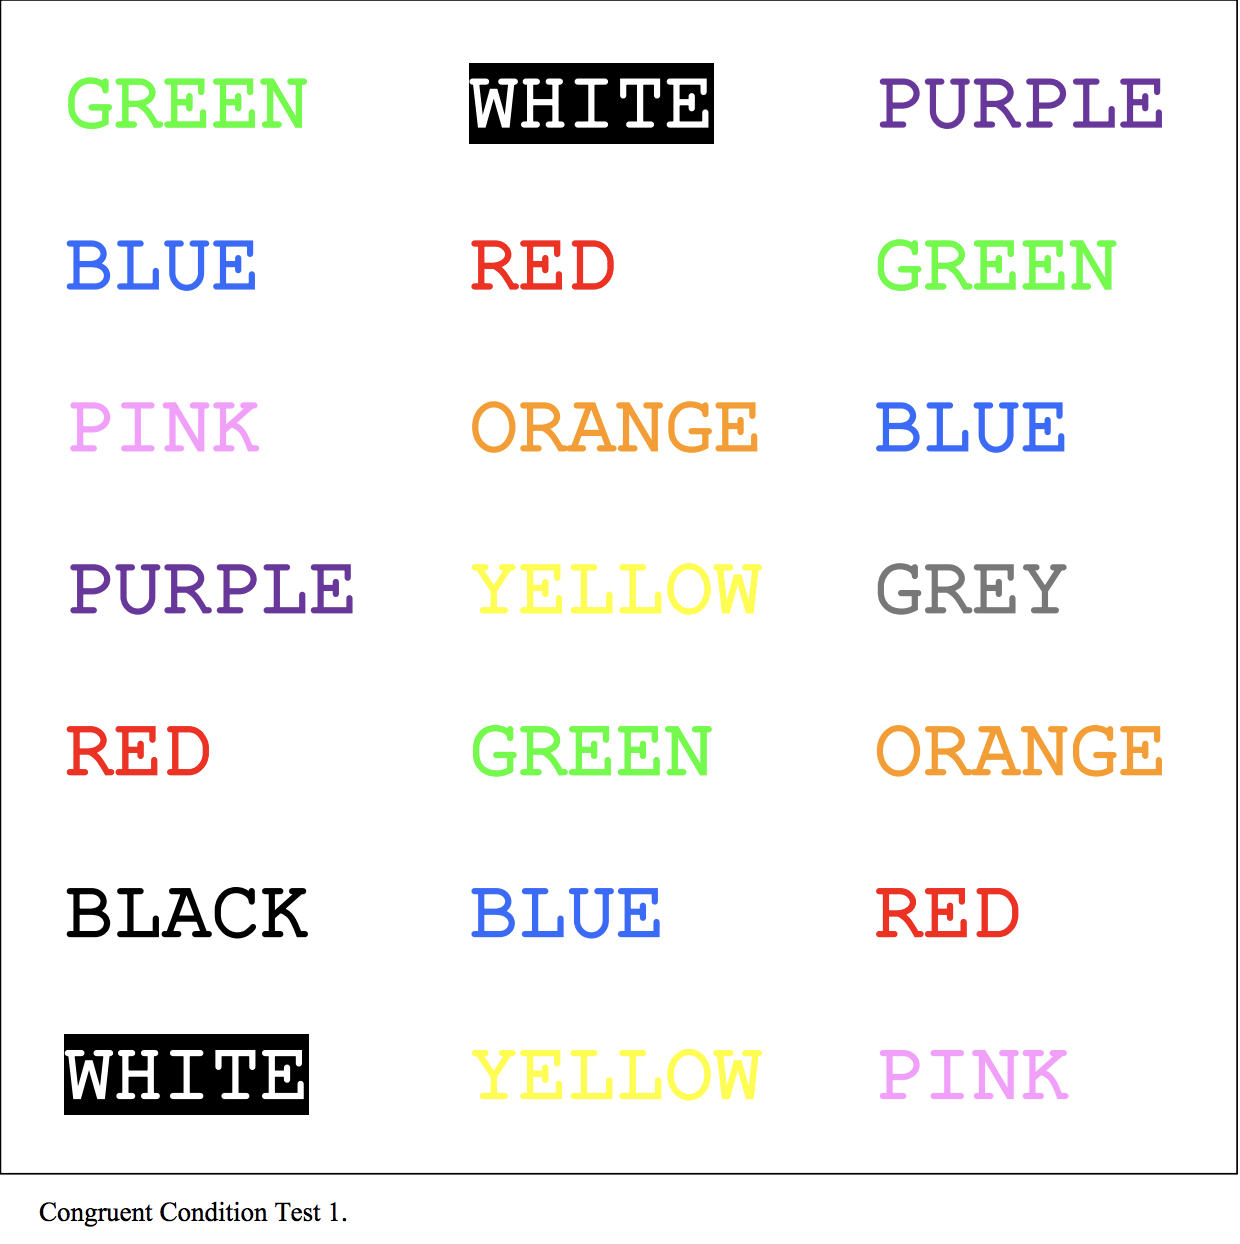 GREEN WHITE PURPLE
BLUE RED GREEN
PINK ORANGE BLUE
PURPLE YELLOW GREY
RED GREEN ORANGE
BLACK BLUE RED
WHITE YELLOW PINK
Congruent Condition Test 1.